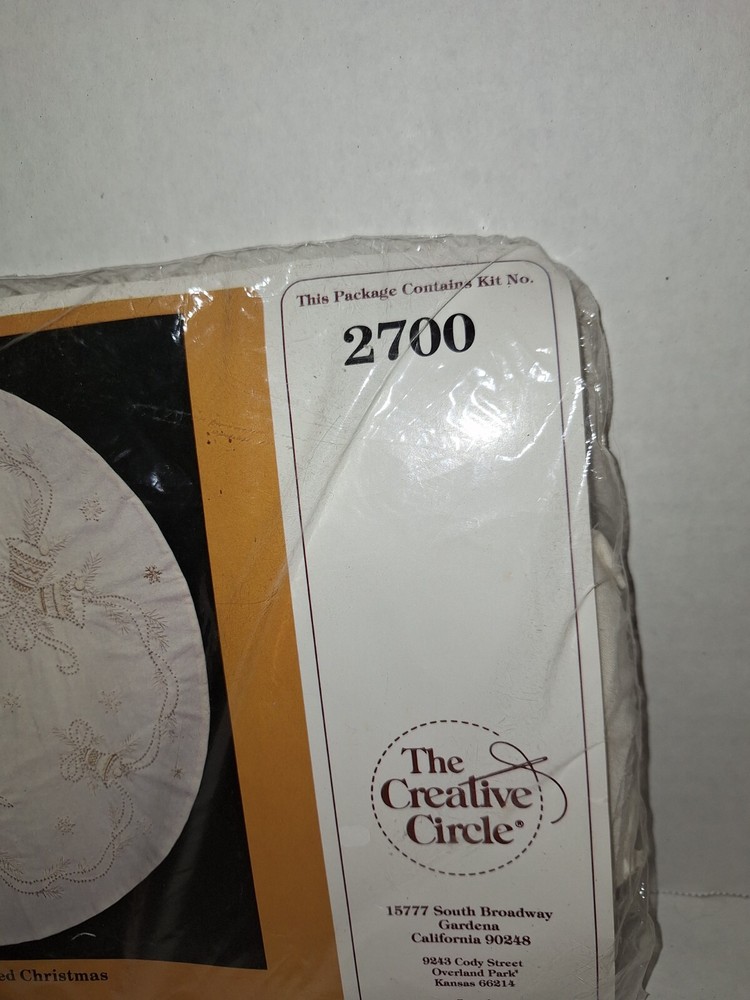 This Package Contains Kit No.
2700
The
Creative
Circle®
15777 South Broadway
Gardena
California 90248
9243 Cody Street
Overland Park
Kansas 66214
ed Christmas